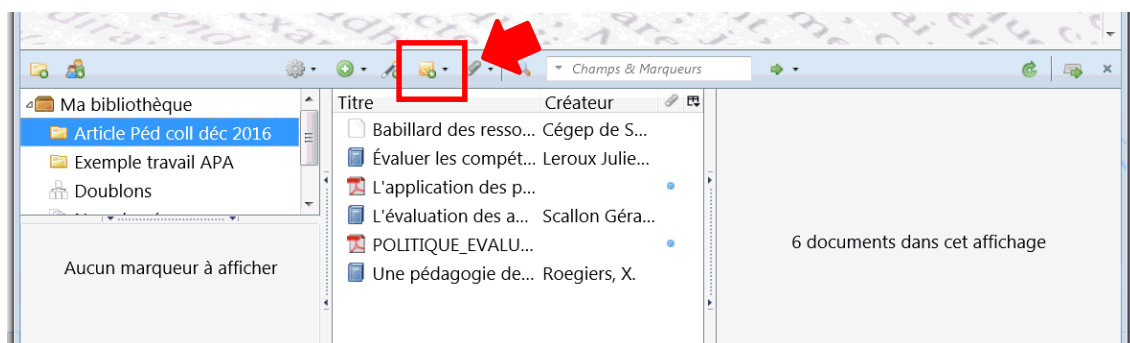 Champs & Marqueurs
Ma bibliothèque
Article Péd coll déc 2016
Exemple travail APA
Doublons
Aucun marqueur à afficher
Titre Créateur
Babillard des resso... Cégep de S...
Évaluer les compét... Leroux Julie...
L'application des p...
L'évaluation des a... Scallon Géra...
POLITIQUE_EVALU...
Une pédagogie de... Roegiers, X.
6 documents dans cet affichage